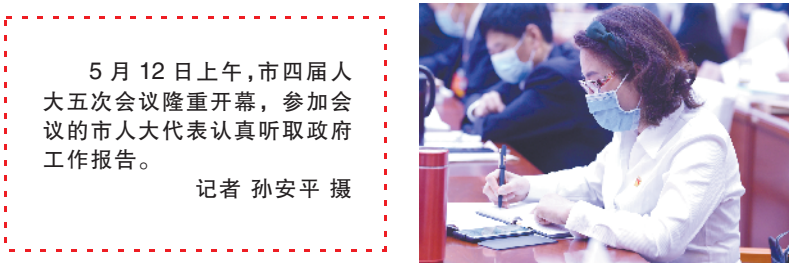 5 月 12 日上午,市四届人
大五次会议隆重开幕，参加会
议的市人大代表认真听取政府
工作报告。
记者 孙安平 摄